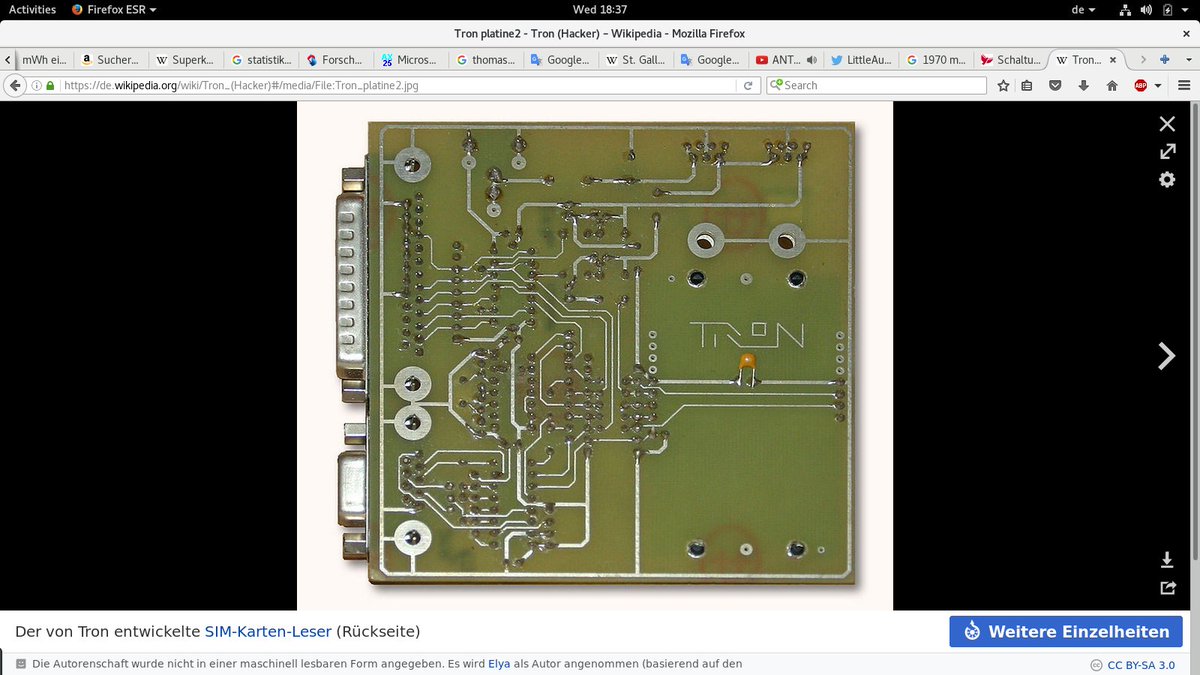 Activities Firefox ESR Wed 18:37 de
Tron platine2 - Tron (Hacker) – Wikipedia - Mozilla Firefox
mWh ei... Sucher... Superk... statistik... Forsch... Micros... thomas... Google... St. Gall... Google... ANT... LittleAu... 1970 m... Schaltu... Tron...
https://de.wikipedia.org/wiki/Tron_(Hacker)#/media/File:Tron_platine2.jpg Search ABP
TRON
Der von Tron entwickelte SIM-Karten-Leser (Rückseite) Weitere Einzelheiten
Die Autorenschaft wurde nicht in einer maschinell lesbaren Form angegeben. Es wird Elya als Autor angenommen (basierend auf den CC BY-SA 3.0